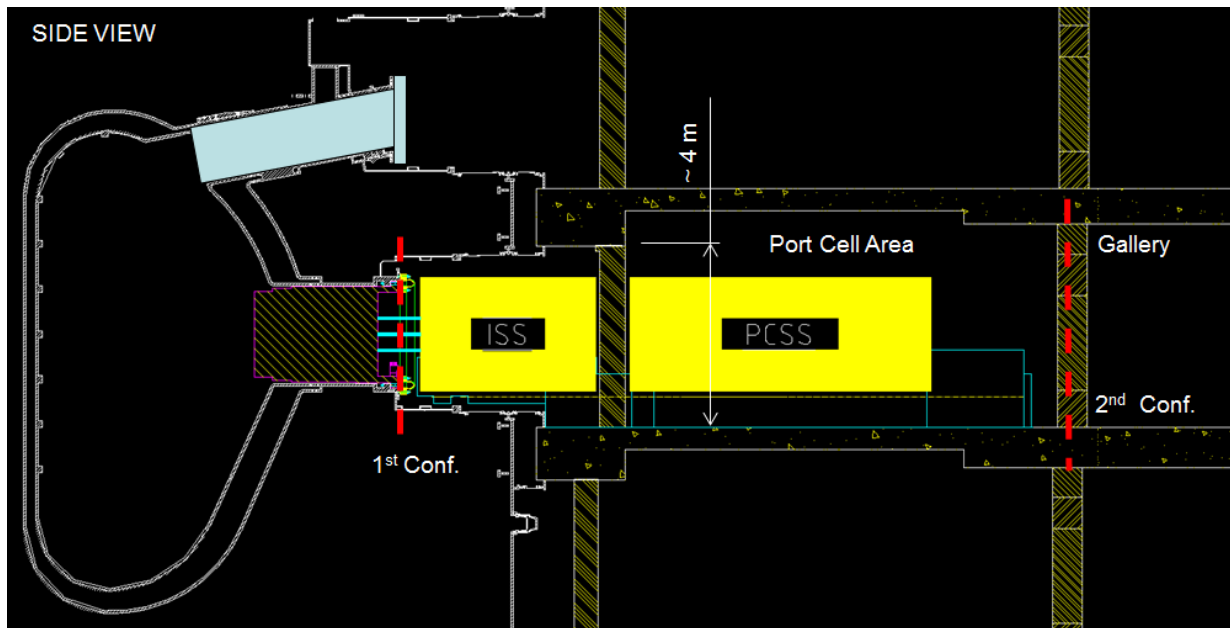 SIDE VIEW
~ 4 m
Port Cell Area
Gallery
ISS
PCSS
2nd Conf.
1st Conf.